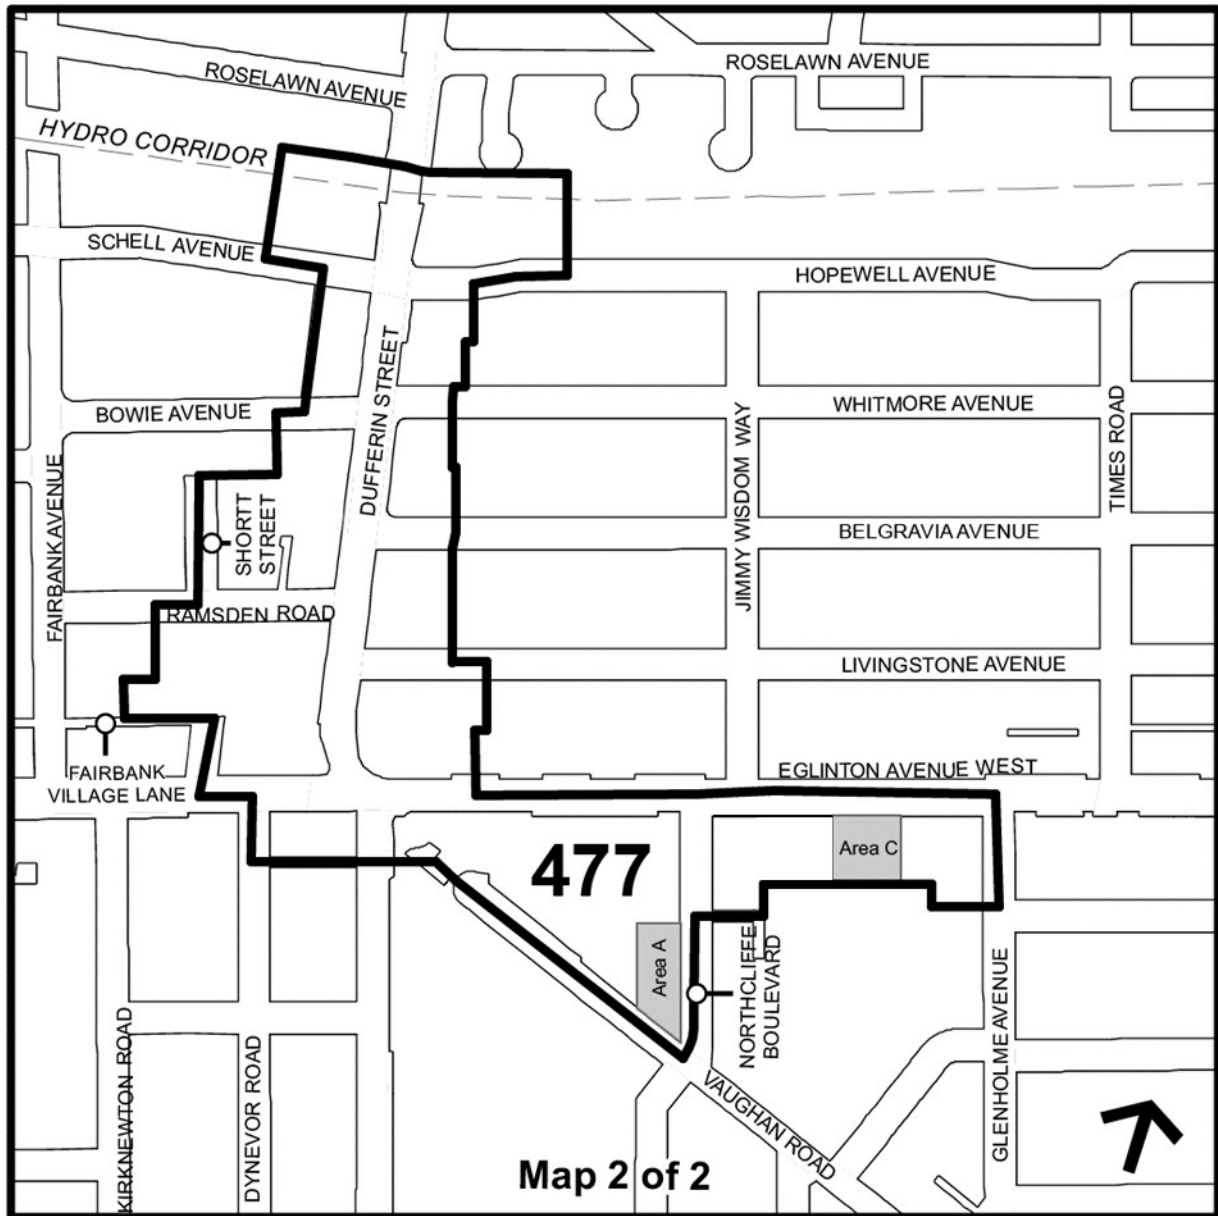 ROSELAWN AVENUE
ROSELAWN AVENUE
HYDRO CORRIDOR
SCHELL AVENUE
HOPEWELL AVENUE
DUFFERIN STREET
BOWIE AVENUE
WHITMORE AVENUE
JIMMY WISDOM WAY
TIMES ROAD
FAIRBANK AVENUE
SHORTT
STREET
BELGRAVIA AVENUE
RAMSDEN ROAD
LIVINGSTONE AVENUE
FAIRBANK
VILLAGE LANE
EGLINTON AVENUE WEST
477
Area C
Area A
NORTHCLIFFE
BOULEVARD
GLENHOLME AVENUE
KIRKNEWTON ROAD
DYNEVOR ROAD
VAUGHAN ROAD
Map 2 of 2